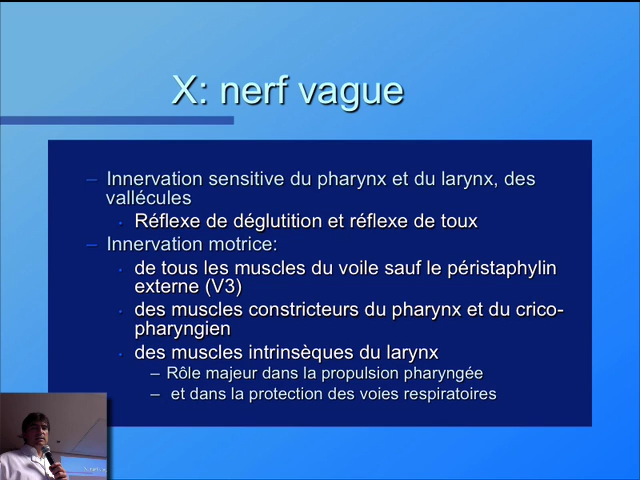 X: nerf vague
– Innervation sensitive du pharynx et du larynx, des
vallécules
• Réflexe de déglutition et réflexe de toux
– Innervation motrice:
• de tous les muscles du voile sauf le péristaphylin
externe (V3)
• des muscles constricteurs du pharynx et du crico-
pharyngien
• des muscles intrinsèques du larynx
– Rôle majeur dans la propulsion pharyngée
– et dans la protection des voies respiratoires